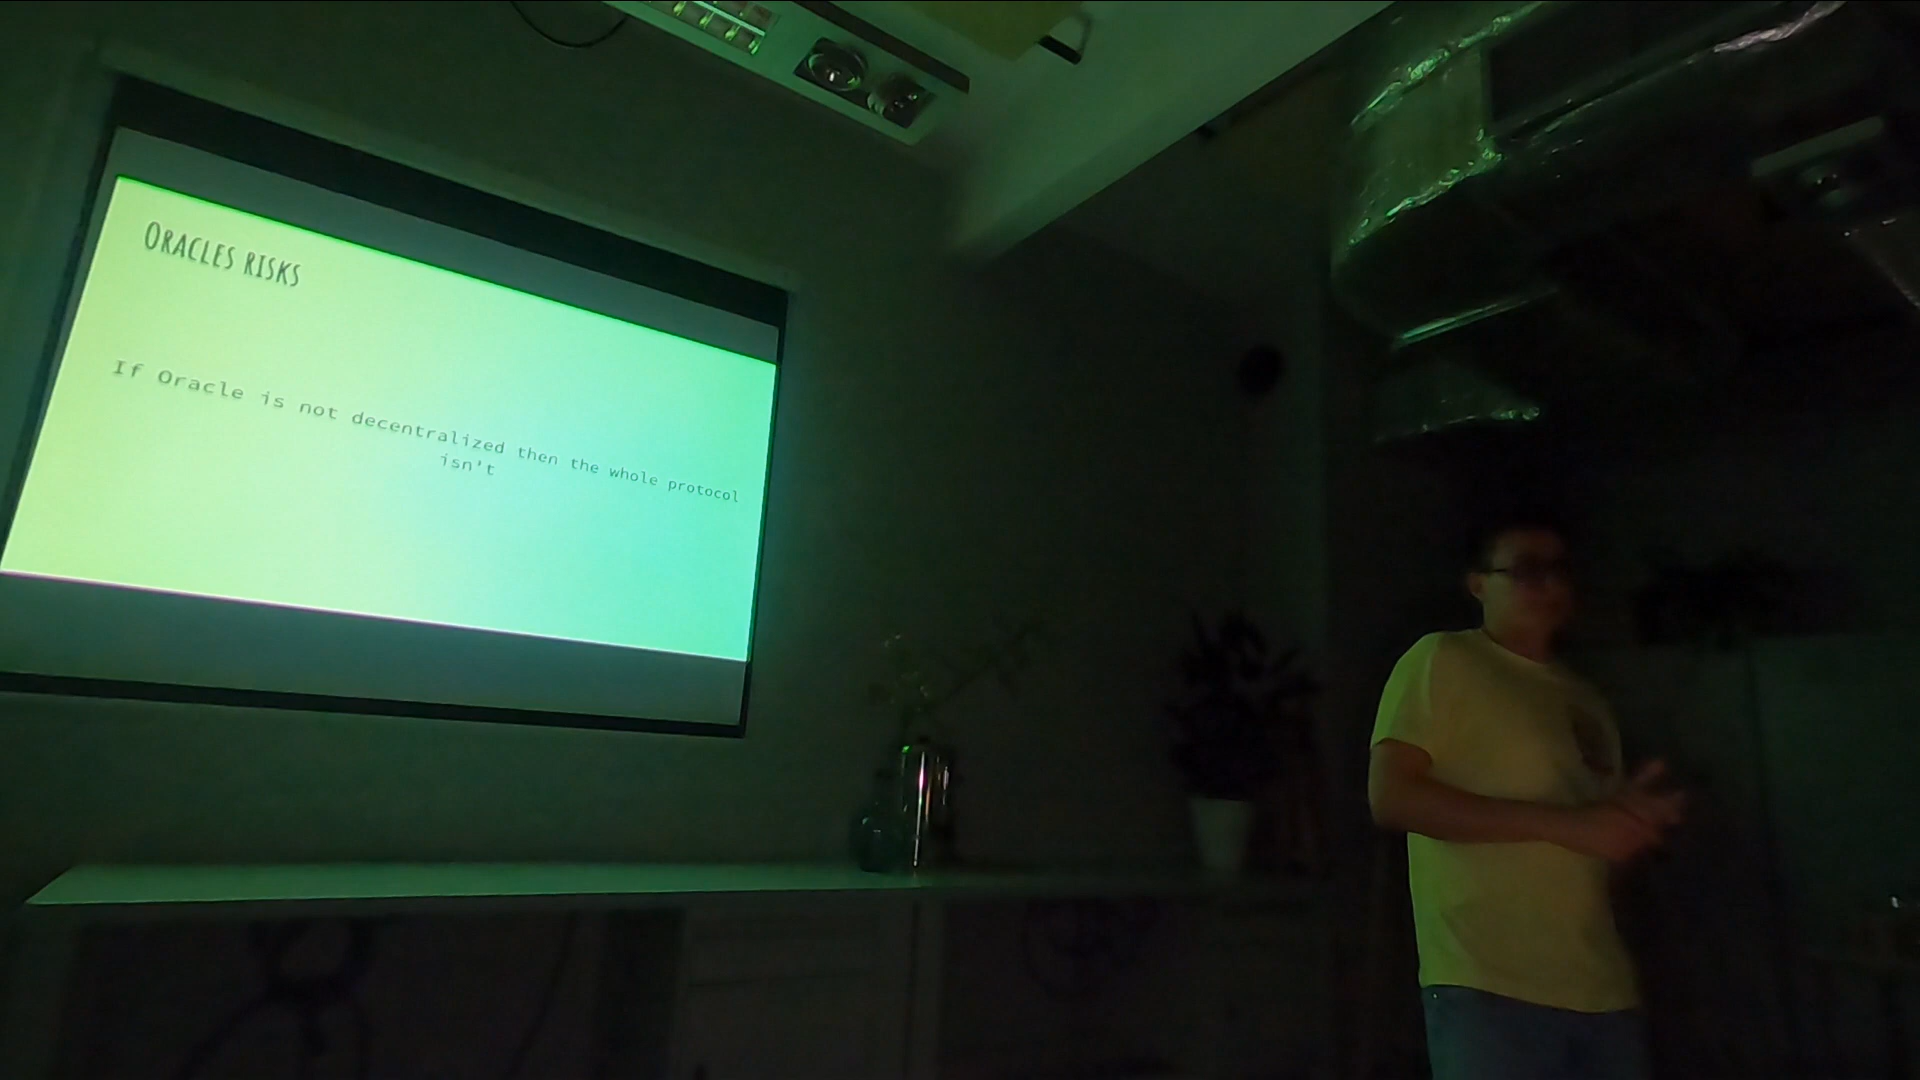 ORACLES RISKS
If Oracle is not decentralized then the whole protocol
isn't